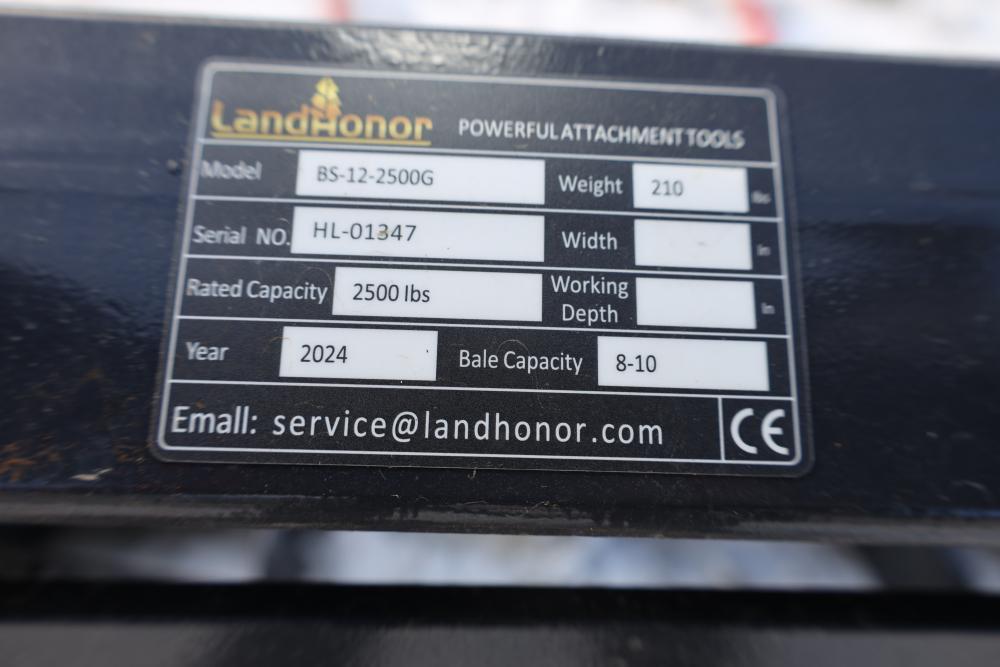 LandHonor POWERFUL ATTACHMENT TOOLS
Model BS-12-2500G Weight 210 lbs
Serial NO. HL-01347 Width in
Rated Capacity 2500 lbs Working Depth in
Year 2024 Bale Capacity 8-10
Emall: service@landhonor.com CE